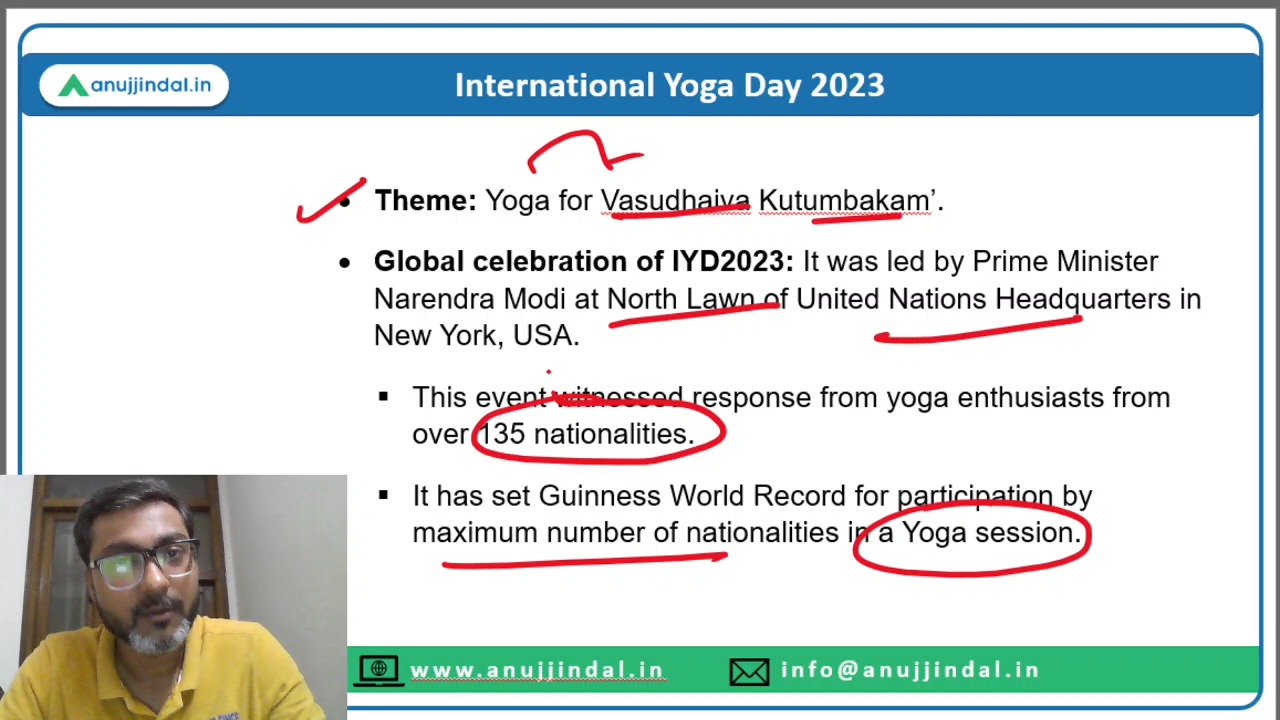 anujjindal.in
International Yoga Day 2023
• Theme: Yoga for Vasudhaiva Kutumbakam’.
• Global celebration of IYD2023: It was led by Prime Minister
Narendra Modi at North Lawn of United Nations Headquarters in
New York, USA.
▪ This event witnessed response from yoga enthusiasts from
over 135 nationalities.
▪ It has set Guinness World Record for participation by
maximum number of nationalities in a Yoga session.
www.anujjindal.in
info@anujjindal.in